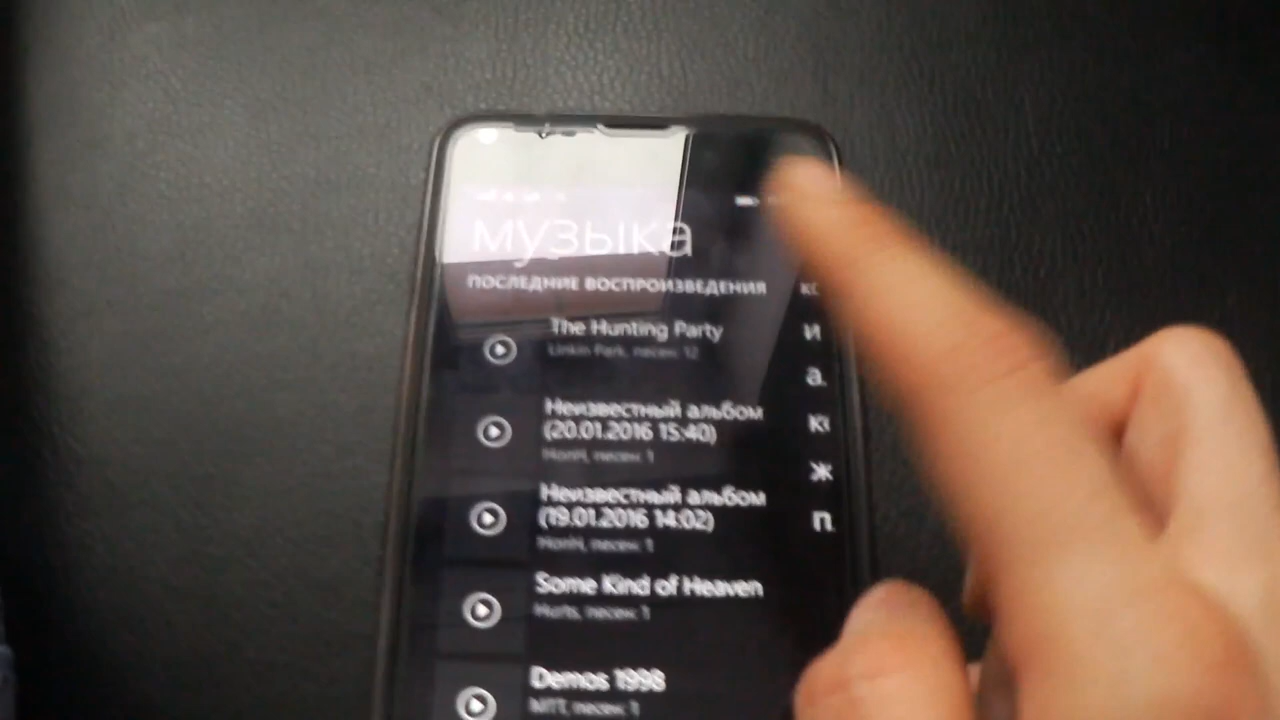 музыка
ПОСЛЕДНИЕ ВОСПРОИЗВЕДЕНИЯ
The Hunting Party
Linkin Park, песен: 12
Неизвестный альбом
(20.01.2016 15:40)
песен: 1
Неизвестный альбом
(19.01.2016 14:02)
песен: 1
Some Kind of Heaven
Hurts, песен: 1
Demos 1998
песен: 1
И
а.
Ж
П